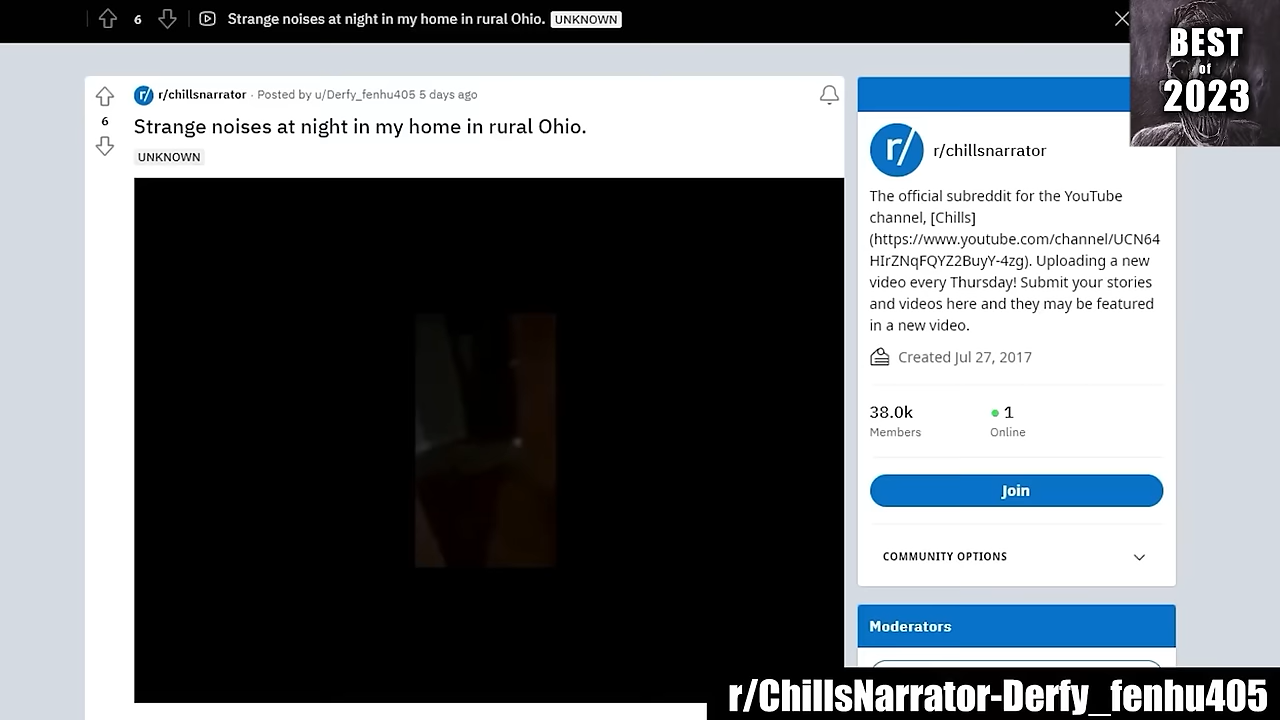 6
Strange noises at night in my home in rural Ohio. UNKNOWN
BEST
of
2023
r/chillsnarrator · Posted by u/Derfy_fenhu405 5 days ago
6
Strange noises at night in my home in rural Ohio.
UNKNOWN
r/
r/chillsnarrator
The official subreddit for the YouTube
channel, [Chills]
(https://www.youtube.com/channel/UCN64
HIrZNqFQYZ2BuyY-4zg). Uploading a new
video every Thursday! Submit your stories
and videos here and they may be featured
in a new video.
Created Jul 27, 2017
38.0k 1
Members Online
Join
COMMUNITY OPTIONS
Moderators
r/ChillsNarrator-Derfy_fenhu405